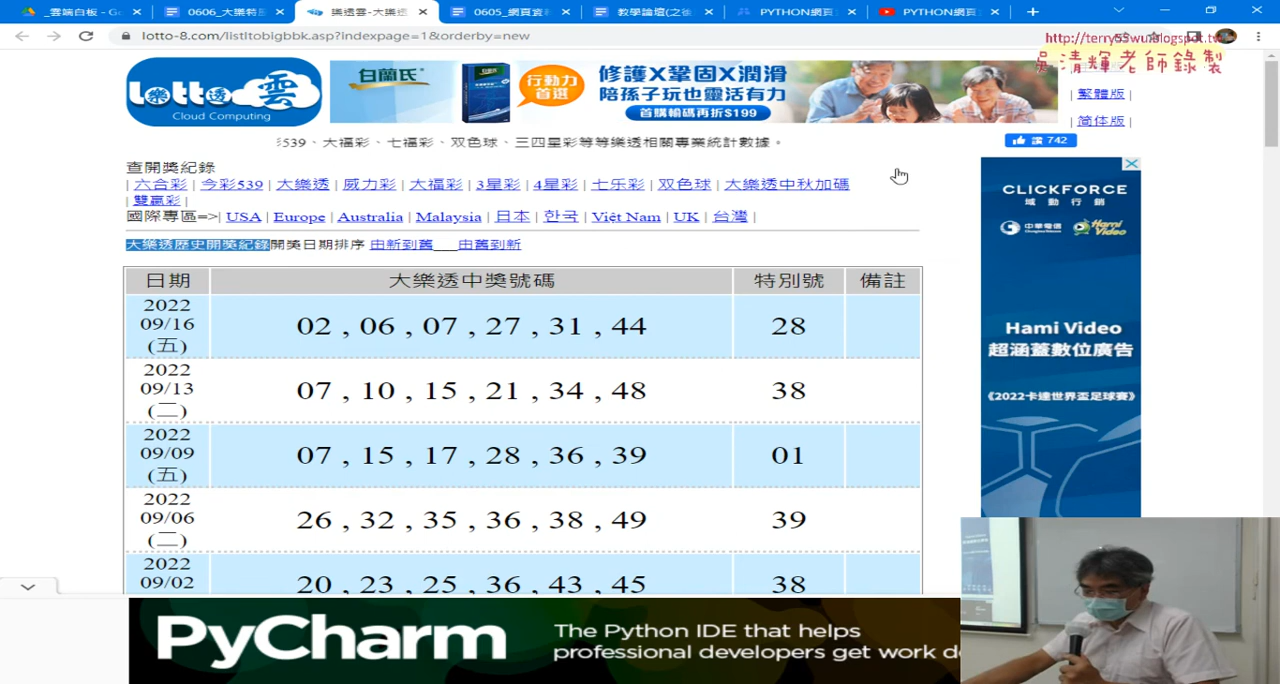 _雲端白板 - Go
0606_大樂特
樂透雲-大樂透
0605_網頁資料
教學論壇(之後
PYTHON網頁
PYTHON網頁
lotto-8.com/listltobigbbk.asp?indexpage=1&orderby=new
http://terry55wu.blogspot.tw
吳清輝老師錄製
Lotto 樂透 雲
Cloud Computing
白蘭氏
行動力
首選
修護X鞏固X潤滑
陪孩子玩也靈活有力
首購輸碼再折$199
| 繁體版 |
| 简体版 |
539、大福彩、七福彩、双色球、三四星彩等等樂透相關專業統計數據。
讚 742
查開獎紀錄
| 六合彩 | 今彩539 | 大樂透 | 威力彩 | 大福彩 | 3星彩 | 4星彩 | 七乐彩 | 双色球 | 大樂透中秋加碼
| 雙贏彩 |
國際專區=>| USA | Europe | Australia | Malaysia | 日本 | 한국 | Việt Nam | UK | 台灣 |
大樂透歷史開獎紀錄開獎日期排序 由新到舊___由舊到新
日期 大樂透中獎號碼 特別號 備註
2022
09/16
(五)
02 , 06 , 07 , 27 , 31 , 44 28
2022
09/13
(二)
07 , 10 , 15 , 21 , 34 , 48 38
2022
09/09
(五)
07 , 15 , 17 , 28 , 36 , 39 01
2022
09/06
(二)
26 , 32 , 35 , 36 , 38 , 49 39
2022
09/02
20 , 23 , 25 , 36 , 43 , 45 38
CLICKFORCE
域動行銷
中華電信 Hami Video
Hami Video
超涵蓋數位廣告
《2022卡達世界盃足球賽》
PyCharm
The Python IDE that helps
professional developers get work d